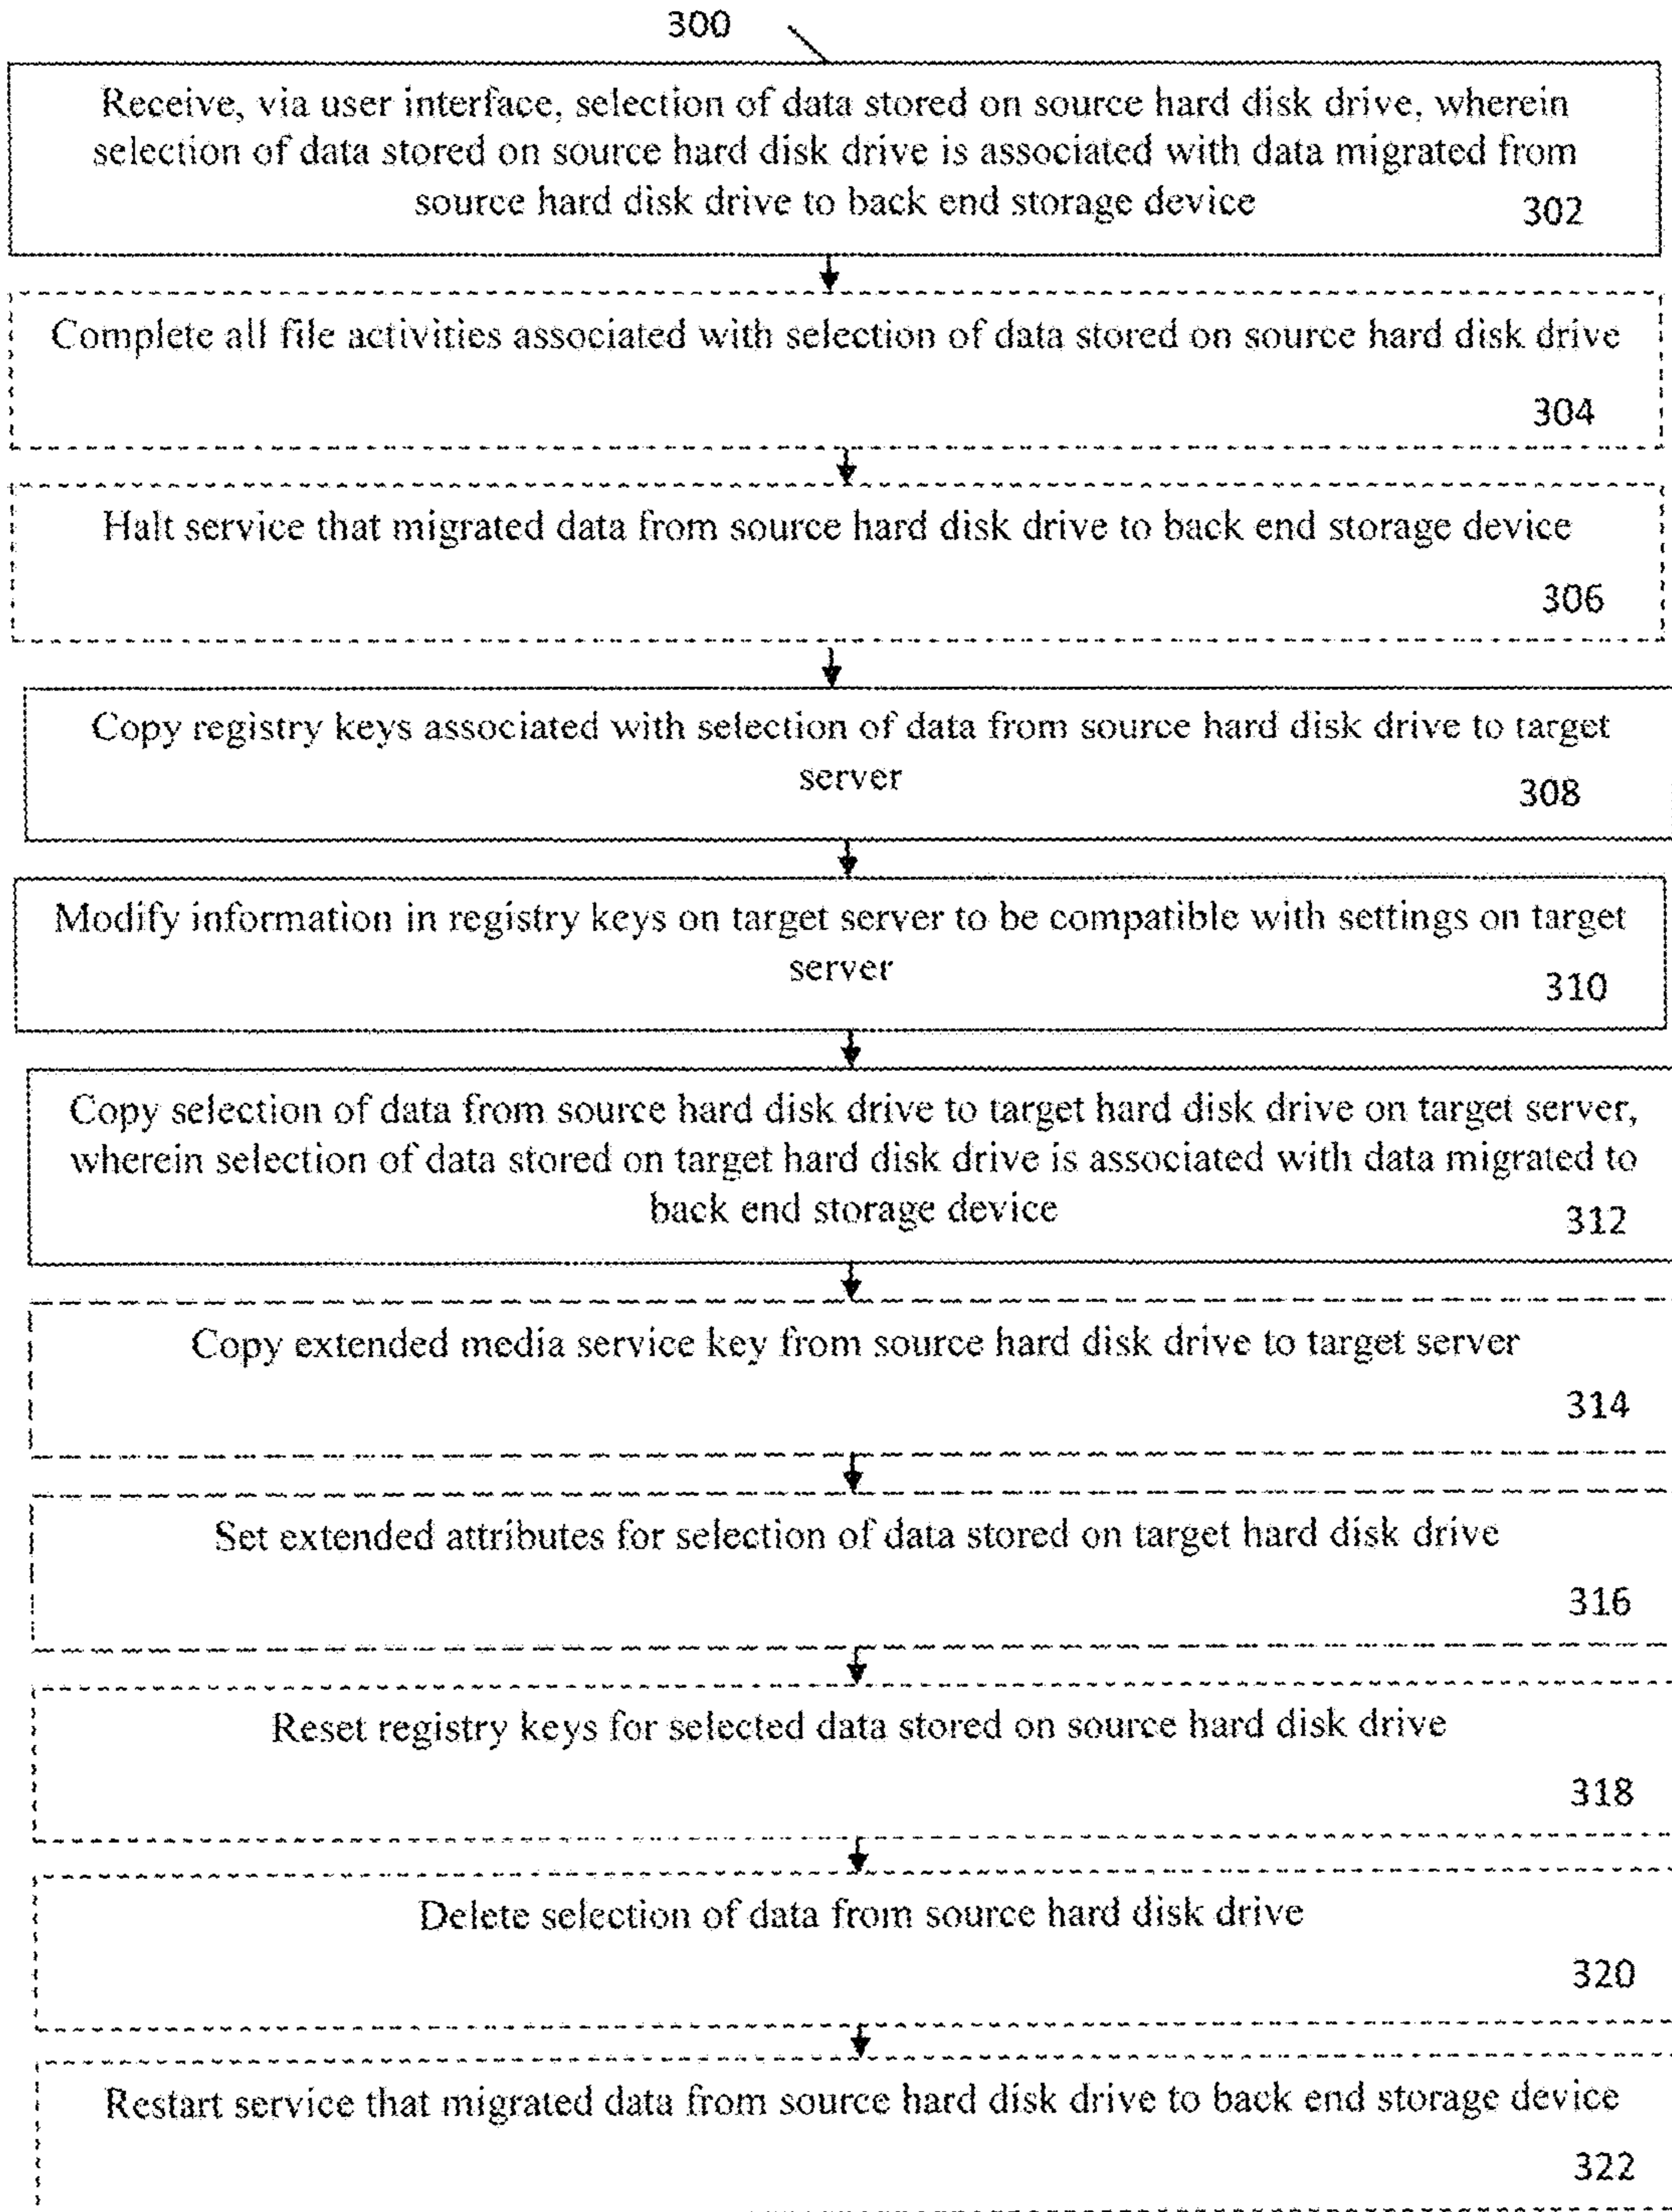 300
Receive, via user interface, selection of data stored on source hard disk drive, wherein
selection of data stored on source hard disk drive is associated with data migrated from
source hard disk drive to back end storage device
302
Complete all file activities associated with selection of data stored on source hard disk drive
304
Halt service that migrated data from source hard disk drive to back end storage device
306
Copy registry keys associated with selection of data from source hard disk drive to target
server
308
Modify information in registry keys on target server to be compatible with settings on target
server
310
Copy selection of data from source hard disk drive to target hard disk drive on target server,
wherein selection of data stored on target hard disk drive is associated with data migrated to
back end storage device
312
Copy extended media service key from source hard disk drive to target server
314
Set extended attributes for selection of data stored on target hard disk drive
316
Reset registry keys for selected data stored on source hard disk drive
318
Delete selection of data from source hard disk drive
320
Restart service that migrated data from source hard disk drive to back end storage device
322